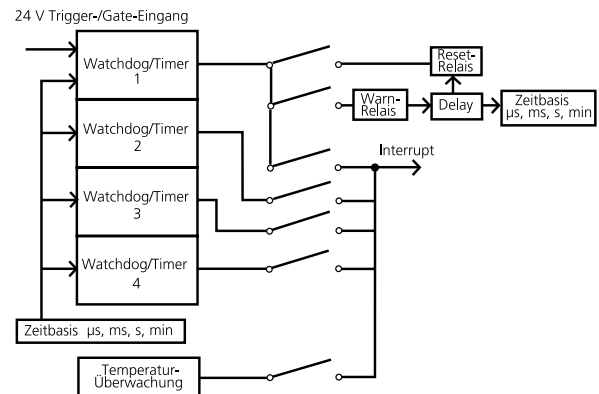 24 V Trigger-/Gate-Eingang
Watchdog/Timer
1
Watchdog/Timer
2
Watchdog/Timer
3
Watchdog/Timer
4
Zeitbasis µs, ms, s, min
Temperatur-
Überwachung
Reset-
Relais
Warn-
Relais
Delay
Zeitbasis
µs, ms, s, min
Interrupt